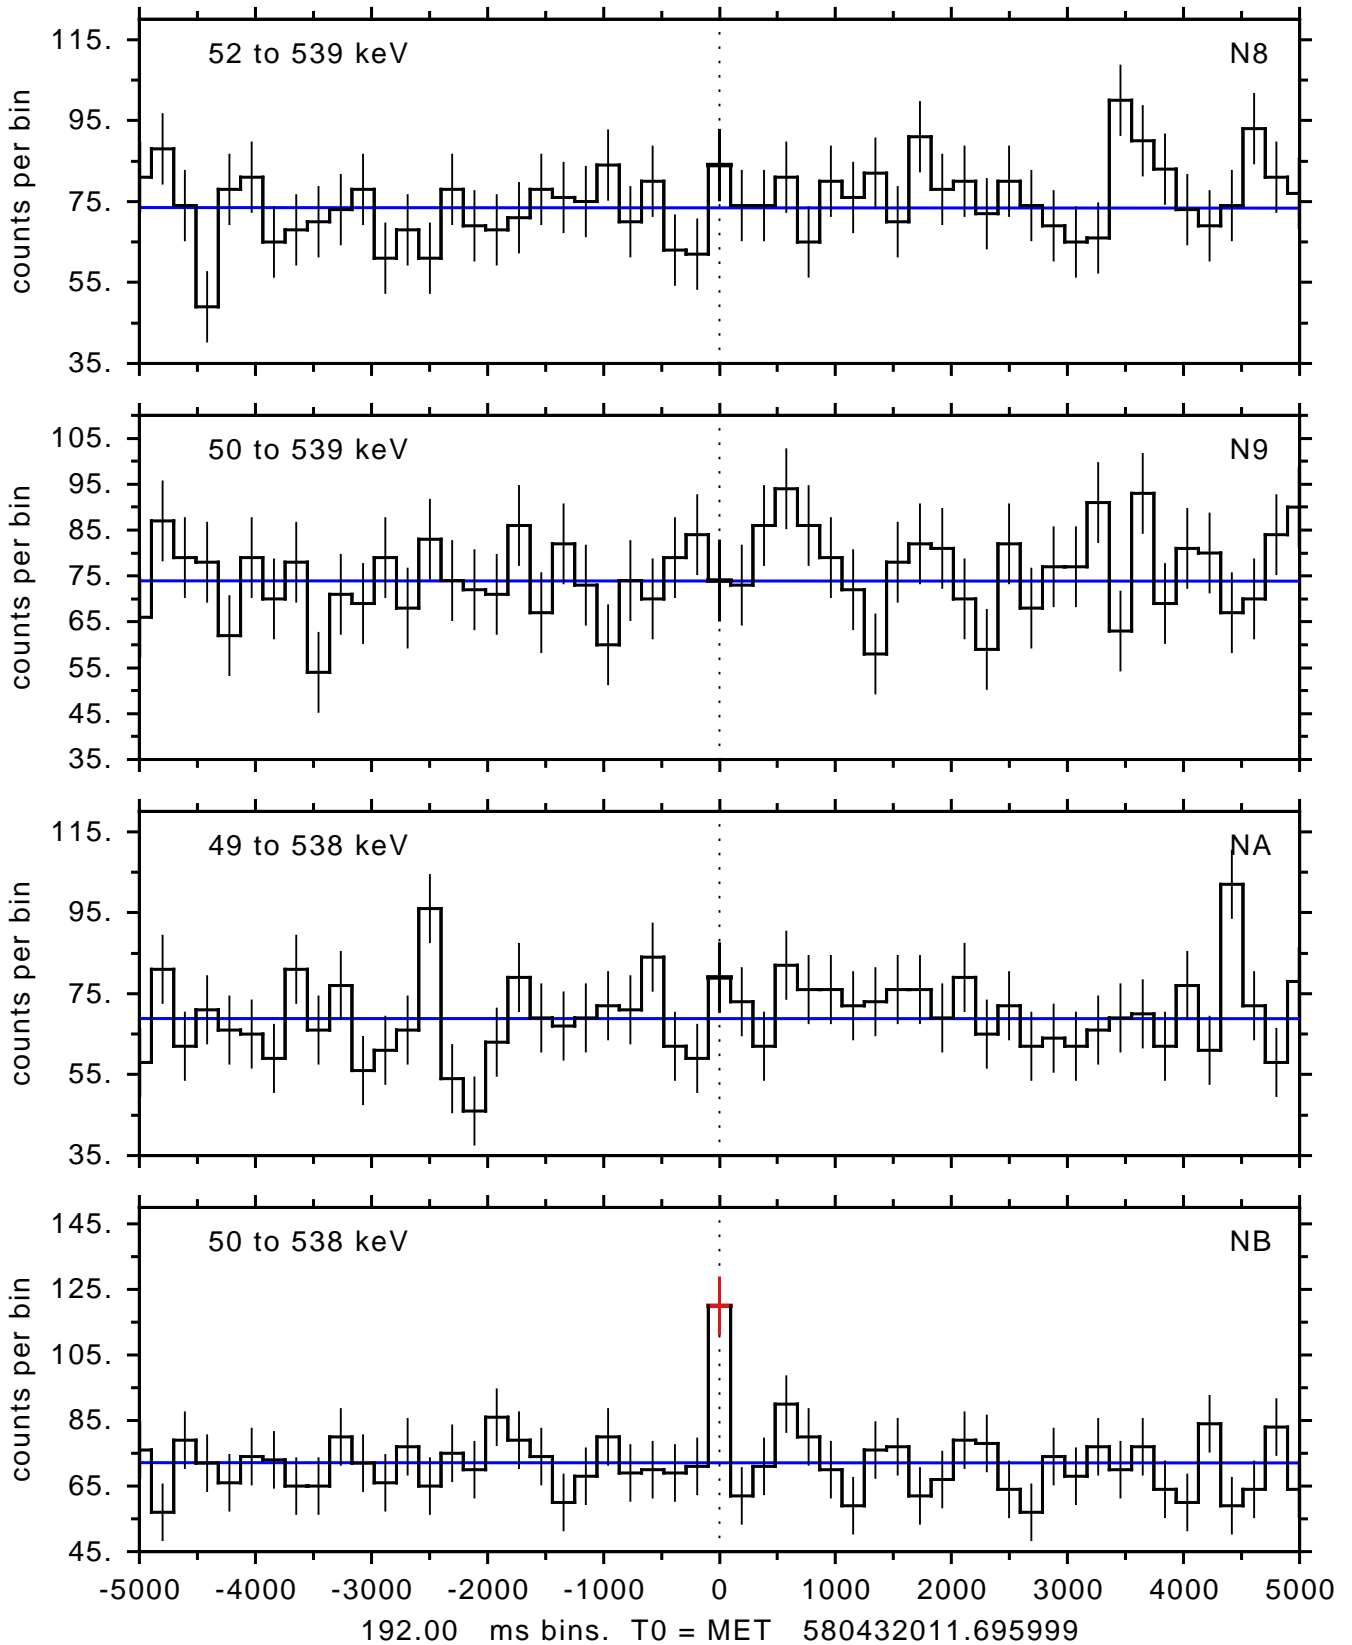 52 to 539 keV N8
115.
95.
75.
55.
35.
counts per bin
50 to 539 keV N9
105.
95.
85.
75.
65.
55.
45.
35.
counts per bin
49 to 538 keV NA
115.
95.
75.
55.
35.
counts per bin
50 to 538 keV NB
145.
125.
105.
85.
65.
45.
counts per bin
-5000 -4000 -3000 -2000 -1000 0 1000 2000 3000 4000 5000
192.00 ms bins. T0 = MET 580432011.695999